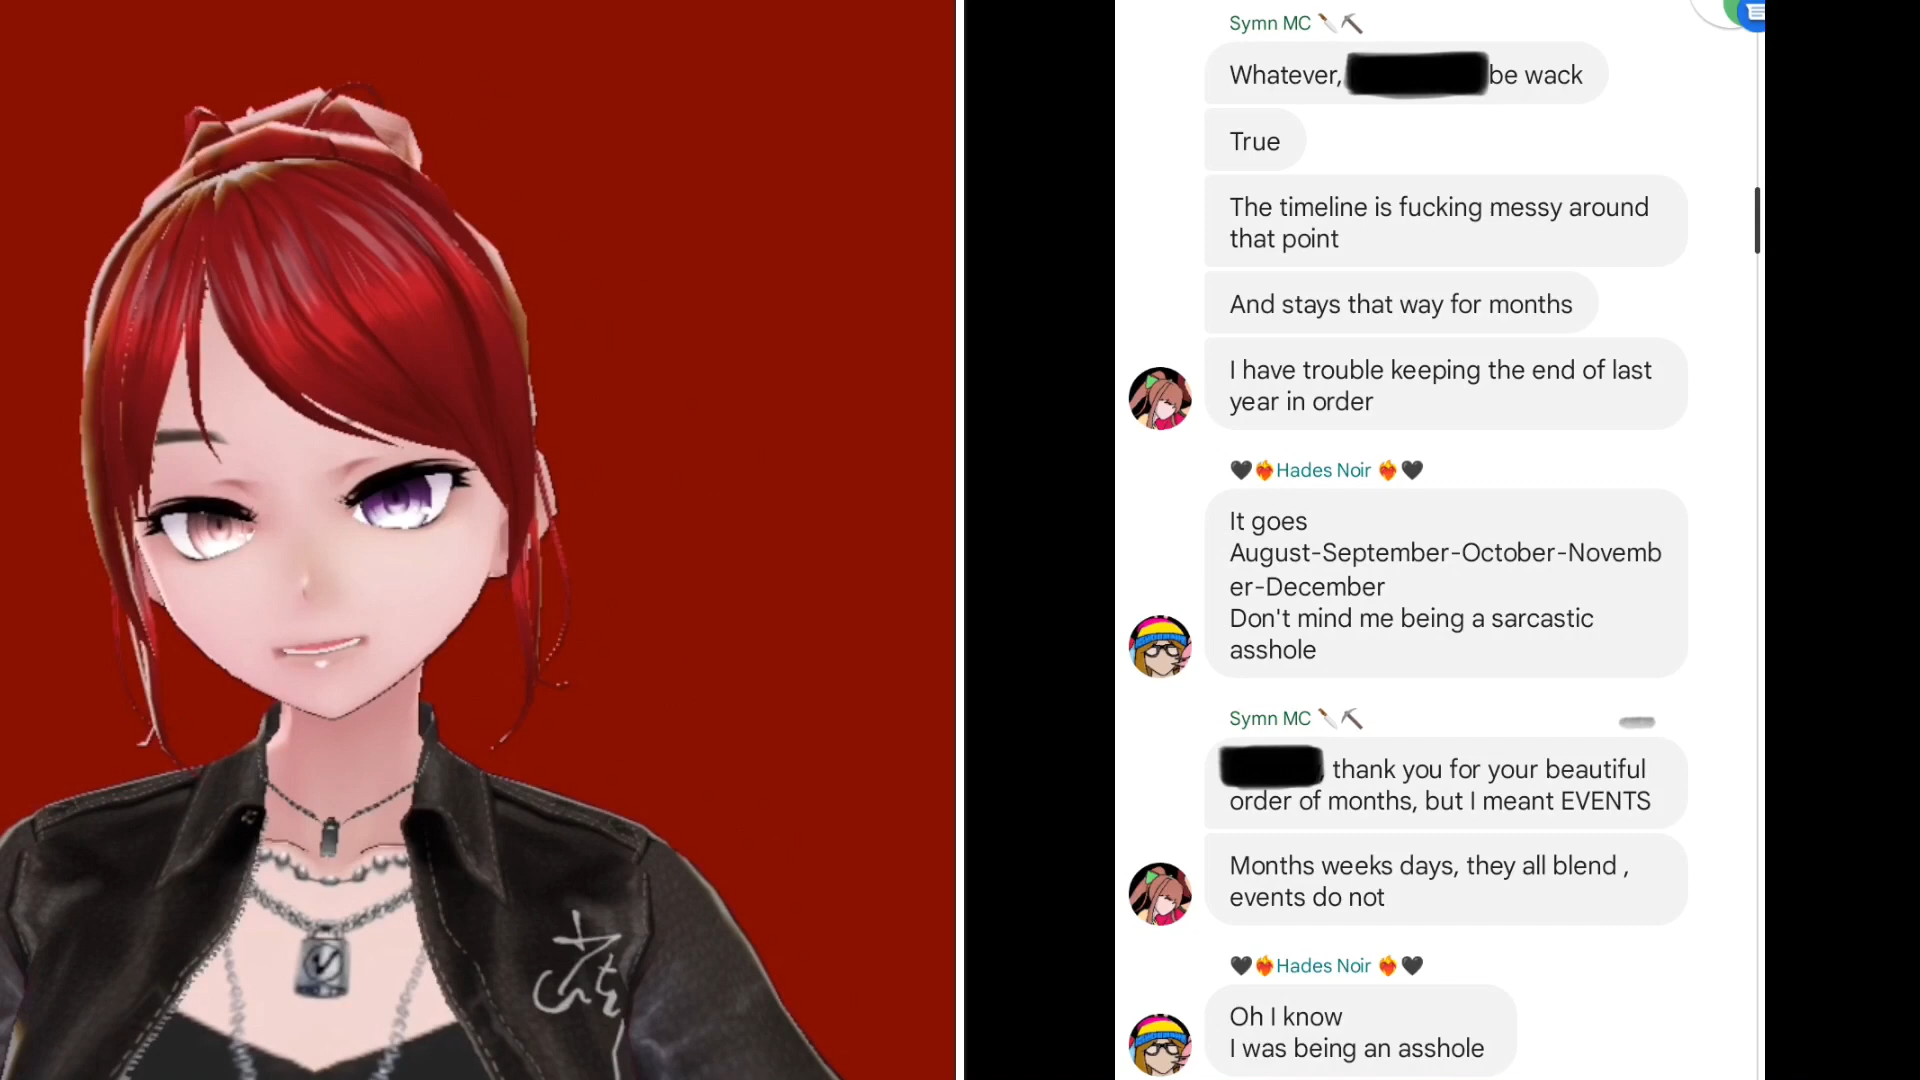 Symn MC 🔪⛏
Whatever, be wack
True
The timeline is fucking messy around
that point
And stays that way for months
I have trouble keeping the end of last
year in order
🖤❤️‍🔥Hades Noir ❤️‍🔥🖤
It goes
August-September-October-Novemb
er-December
Don't mind me being a sarcastic
asshole
Symn MC 🔪⛏
, thank you for your beautiful
order of months, but I meant EVENTS
Months weeks days, they all blend ,
events do not
🖤❤️‍🔥Hades Noir ❤️‍🔥🖤
Oh I know
I was being an asshole